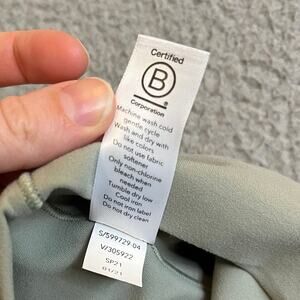 Certified
B
Corporation
Machine wash cold
gentle cycle
Wash and dry with
like colors
Do not use fabric
softener
Only non-chlorine
bleach when
needed
Tumble dry low
Cool iron
Do not iron label
Do not dry clean
S/599729-04
V/305922
SP21
01/21